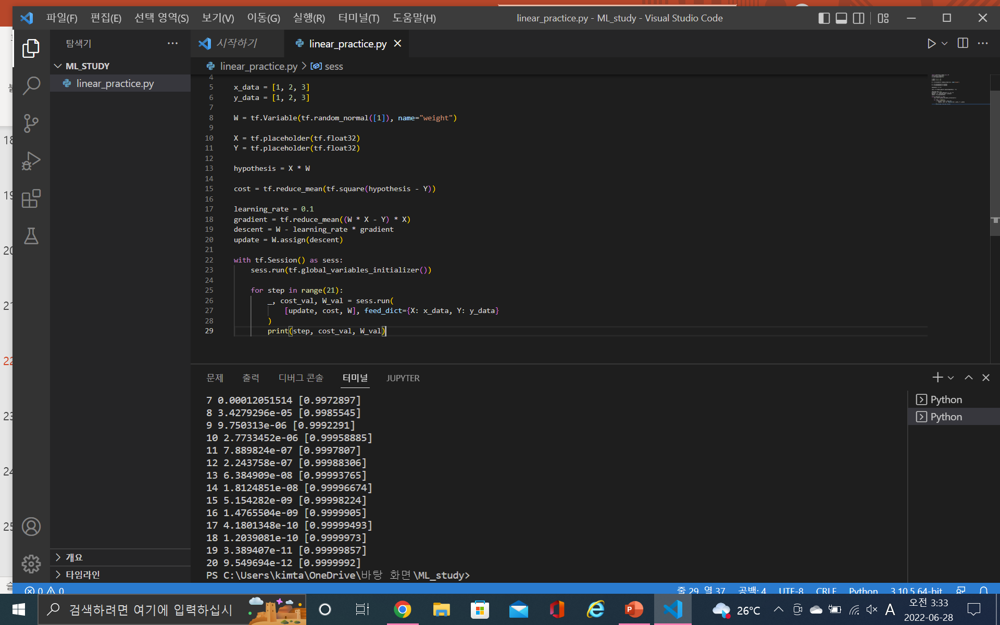 파일(F) 편집(E) 선택 영역(S) 보기(V) 이동(G) 실행(R) 터미널(T) 도움말(H)
linear_practice.py - ML_study - Visual Studio Code
탐색기
시작하기
linear_practice.py
ML_STUDY
linear_practice.py > sess
linear_practice.py
4
5 x_data = [1, 2, 3]
6 y_data = [1, 2, 3]
7
8 W = tf.Variable(tf.random_normal([1]), name="weight")
9
10 X = tf.placeholder(tf.float32)
11 Y = tf.placeholder(tf.float32)
12
13 hypothesis = X * W
14
15 cost = tf.reduce_mean(tf.square(hypothesis - Y))
16
17 learning_rate = 0.1
18 gradient = tf.reduce_mean((W * X - Y) * X)
19 descent = W - learning_rate * gradient
20 update = W.assign(descent)
21
22 with tf.Session() as sess:
23 sess.run(tf.global_variables_initializer())
24
25 for step in range(21):
26 _, cost_val, W_val = sess.run(
27 [update, cost, W], feed_dict={X: x_data, Y: y_data}
28 )
29 print(step, cost_val, W_val)
문제 출력 디버그 콘솔 터미널 JUPYTER
7 0.00012051514 [0.9972897]
8 3.4279296e-05 [0.9985545]
9 9.750313e-06 [0.9992291]
10 2.7733452e-06 [0.99958885]
11 7.889824e-07 [0.9997807]
12 2.243758e-07 [0.99988306]
13 6.384909e-08 [0.99993765]
14 1.8124851e-08 [0.99996674]
15 5.154282e-09 [0.99998224]
16 1.4765504e-09 [0.9999905]
17 4.1801348e-10 [0.99999493]
18 1.2039081e-10 [0.9999973]
19 3.389407e-11 [0.99999857]
20 9.549694e-12 [0.9999992]
PS C:\Users\kimta\OneDrive\바탕 화면\ML_study>
Python
Python
개요
타임라인
18
19
20
21
22
23
24
25
0 0
줄 29, 열 37 공백: 4 UTF-8 CRLF Python 3.10.5 64-bit
검색하려면 여기에 입력하십시
26°C
A
오전 3:33
2022-06-28